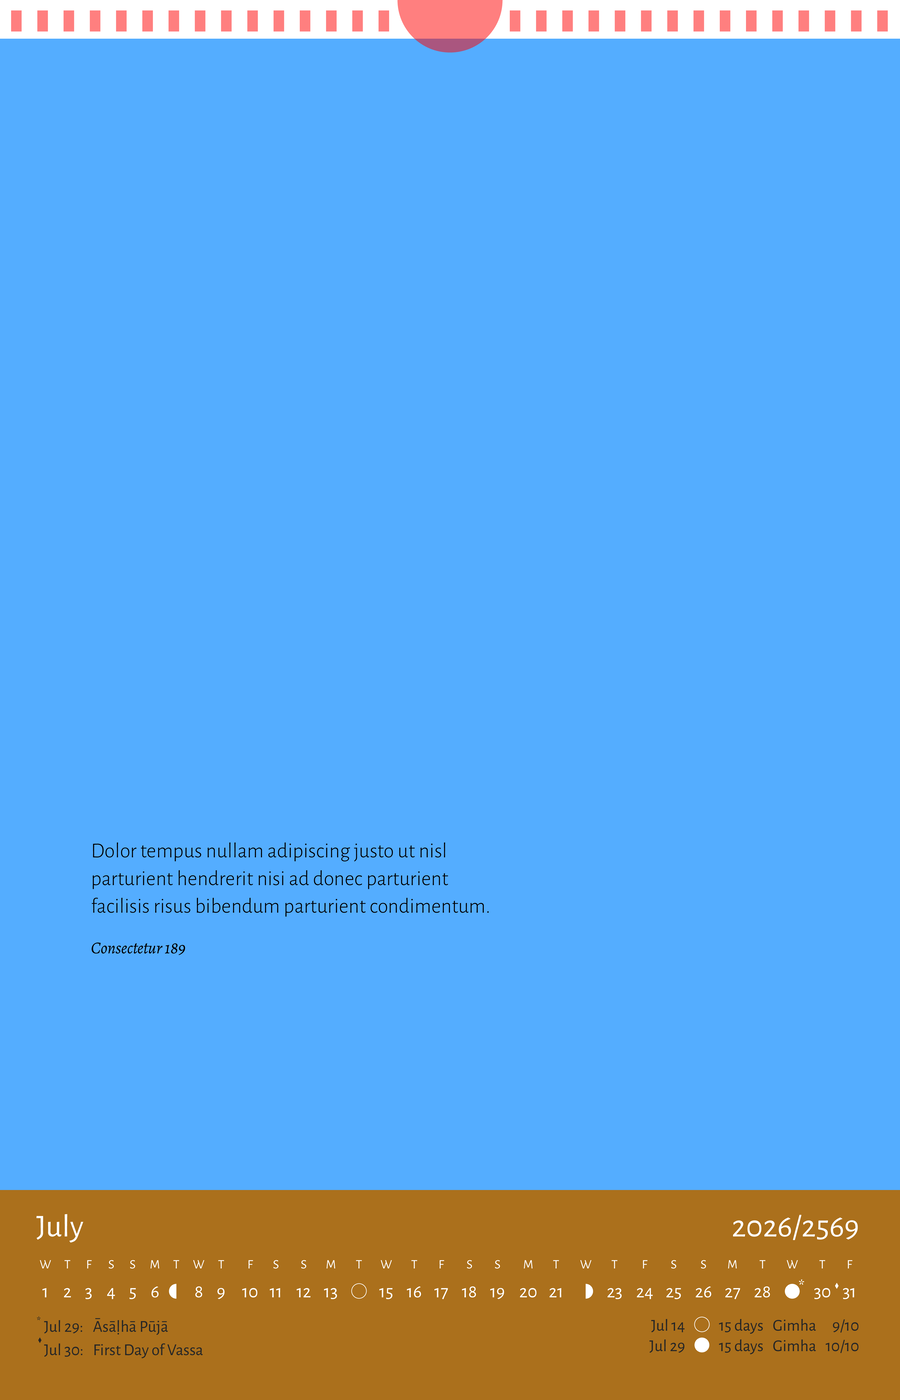 Dolor tempus nullam adipiscing justo ut nisl
parturient hendrerit nisi ad donec parturient
facilisis risus bibendum parturient condimentum.
Consectetur 189
July 2026/2569
W T F S S M T W T F S S M T W T F S S M T W T F S S M T W T F
1 2 3 4 5 6 8 9 10 11 12 13 15 16 17 18 19 20 21 23 24 25 26 27 28 * 30 31
* Jul 29: Āsāḷhā Pūjā
Jul 30: First Day of Vassa
Jul 14 15 days Gimha 9/10
Jul 29 15 days Gimha 10/10